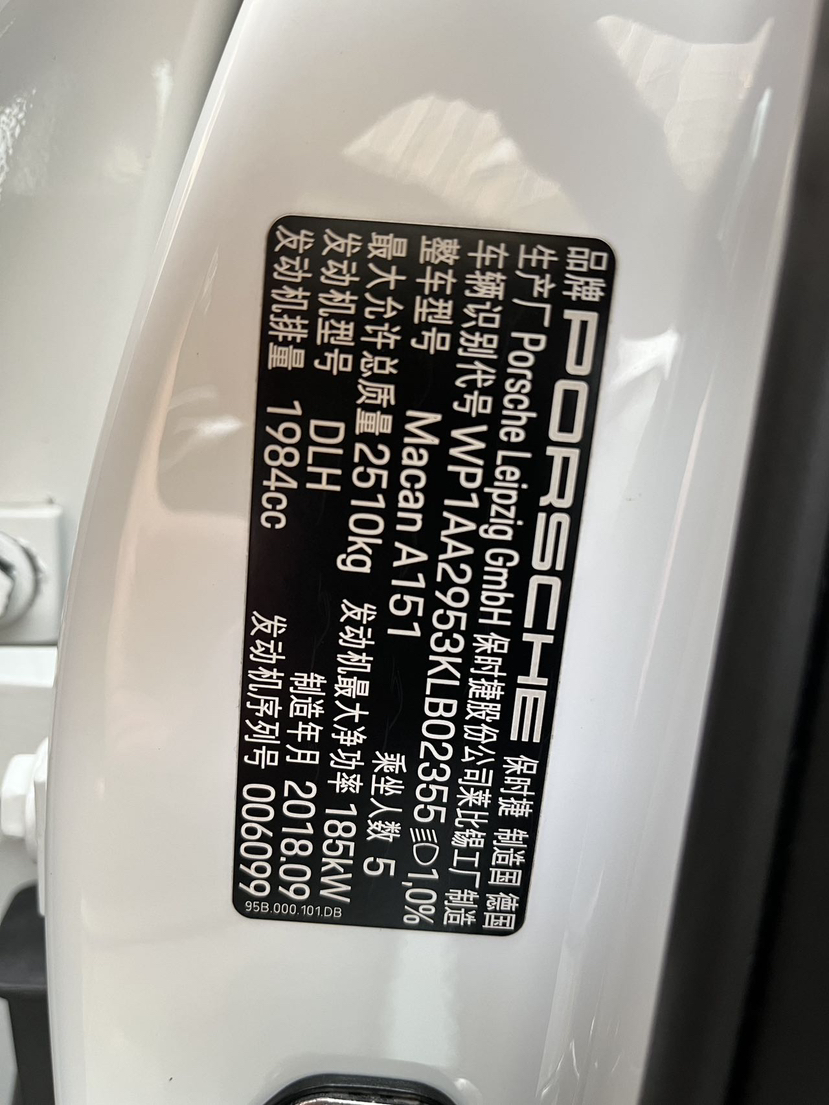 品牌 PORSCHE 保时捷 制造国 德国
生产厂 Porsche Leipzig GmbH 保时捷股份公司莱比锡工厂 制造
车辆识别代号 WP1AA2953KLB02355 1,0%
整车型号 Macan A151
最大允许总质量 2510kg 乘坐人数 5
发动机型号 DLH 发动机最大净功率 185kW
发动机排量 1984cc 制造年月 2018.09
发动机序列号 006099
95B.000.101.DB